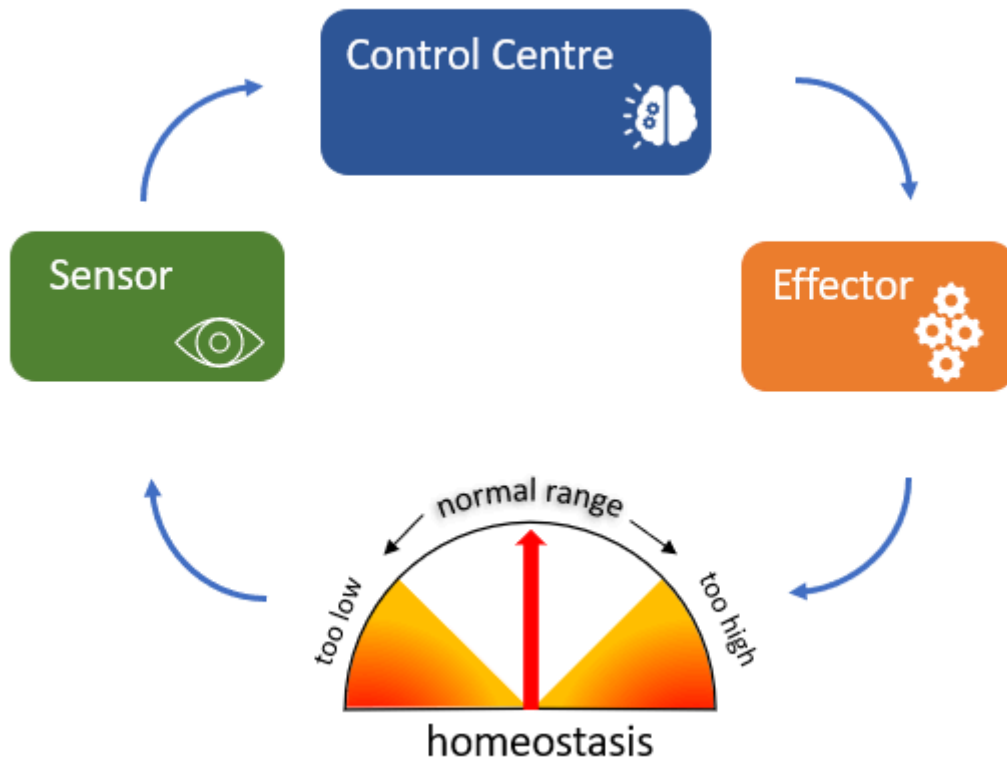 Control Centre
Sensor
Effector
normal range
too low
too high
homeostasis